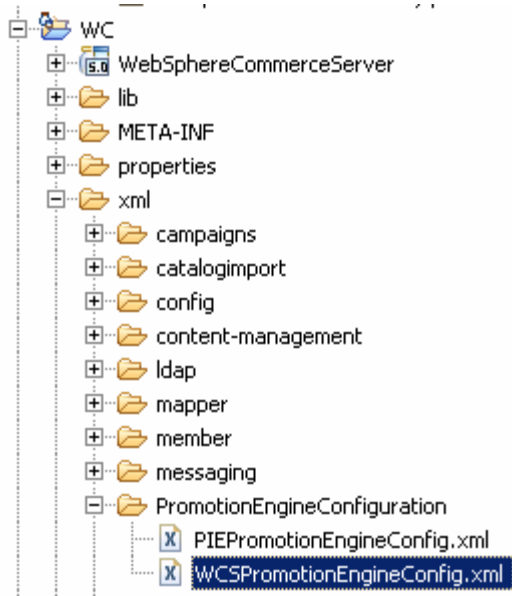 WC
5.0 WebSphereCommerceServer
lib
META-INF
properties
xml
campaigns
catalogimport
config
content-management
ldap
mapper
member
messaging
PromotionEngineConfiguration
X PIEPromotionEngineConfig.xml
X WCSPromotionEngineConfig.xml